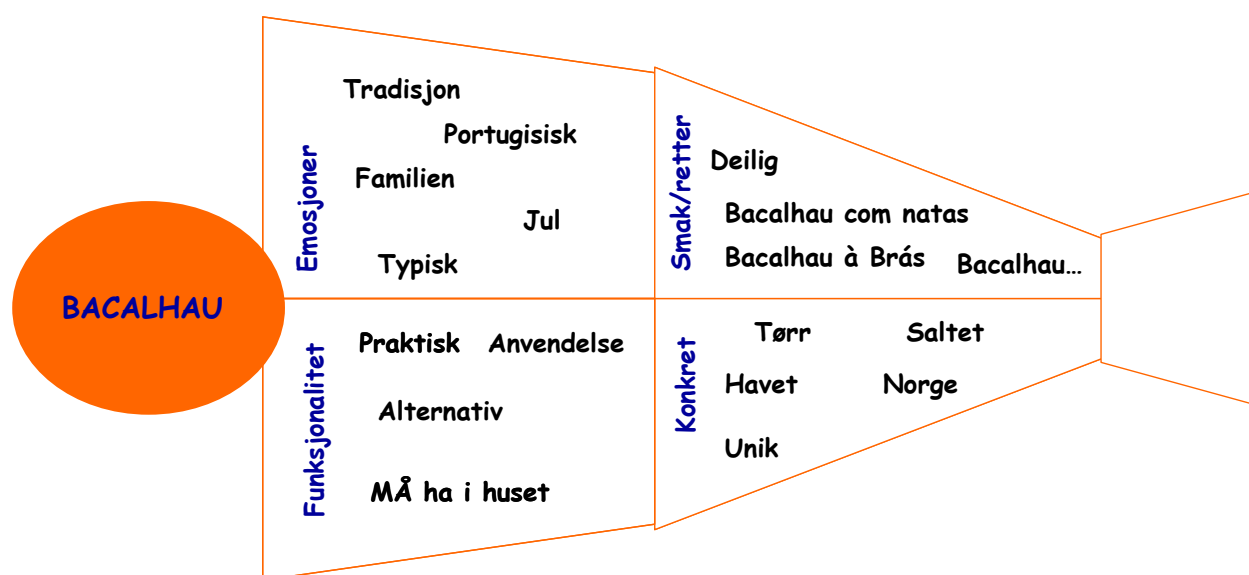 BACALHAU
Emosjoner
Tradisjon
Portugisisk
Familien
Jul
Typisk
Smak/retter
Deilig
Bacalhau com natas
Bacalhau à Brás
Bacalhau…
Funksjonalitet
Praktisk Anvendelse
Alternativ
MÅ ha i huset
Konkret
Tørr Saltet
Havet Norge
Unik